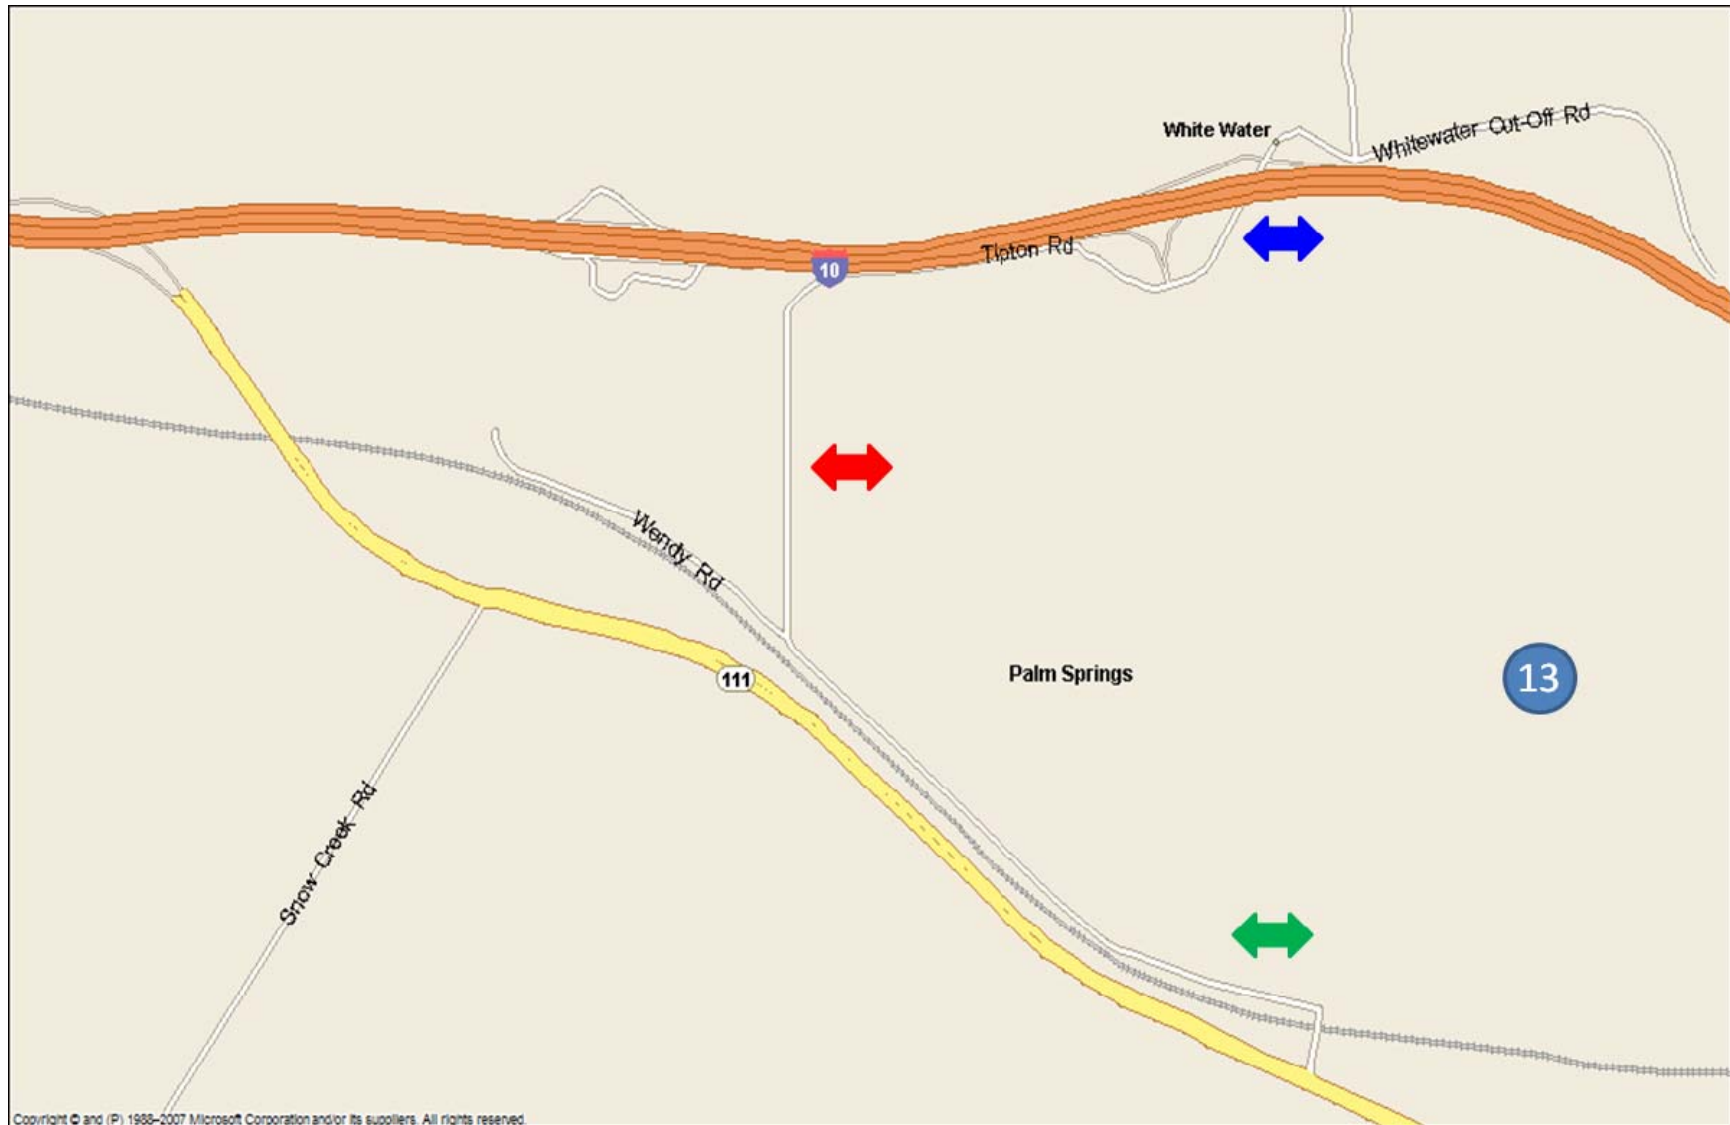 White Water
Whitewater Cut-Off Rd
Tipton Rd
10
Wendy Rd
111
Palm Springs
13
Snow Creek Rd
Copyright © and (P) 1988–2007 Microsoft Corporation and/or its suppliers. All rights reserved.